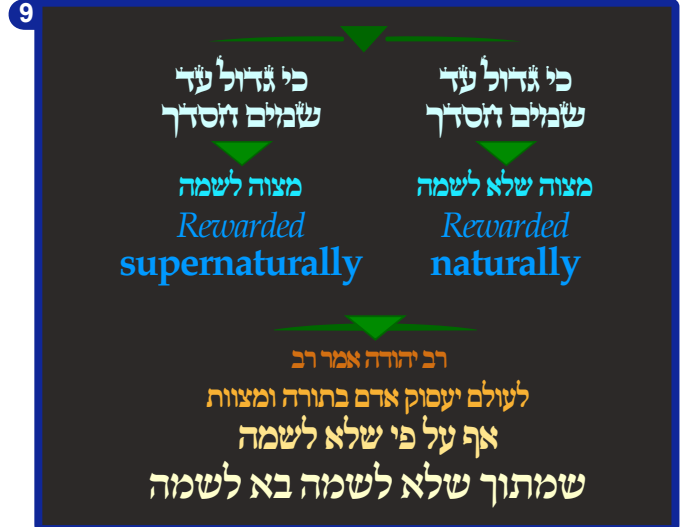 9
כי גדול עד
שמים חסדך
מצוה שלא לשמה
Rewarded
naturally
כי גדול עד
שמים חסדך
מצוה לשמה
Rewarded
supernaturally
רב יהודה אמר רב
לעולם יעסוק אדם בתורה ומצוות
אף על פי שלא לשמה
שמתוך שלא לשמה בא לשמה